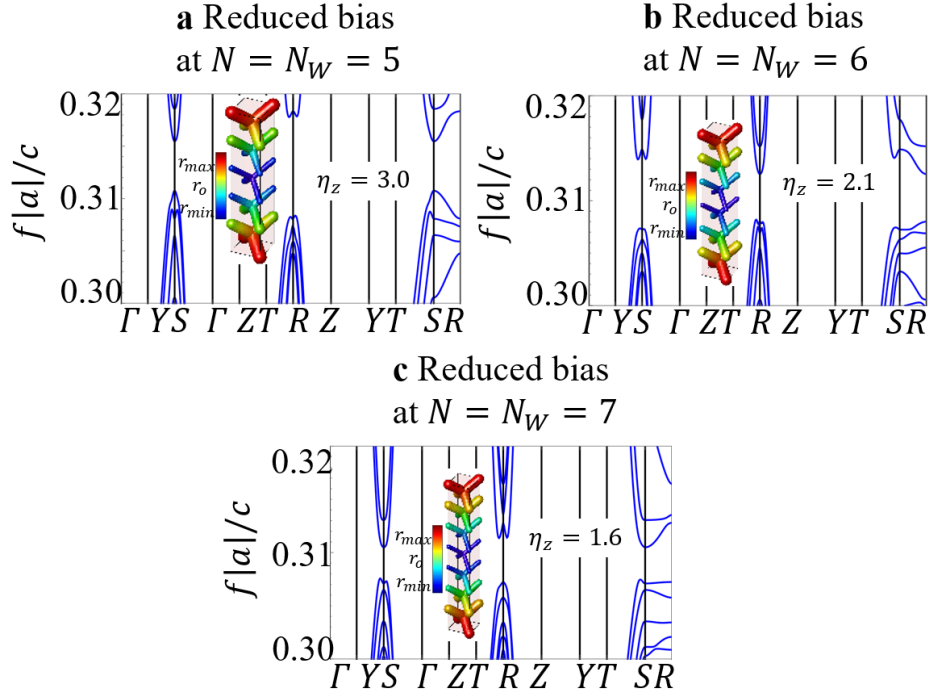 a Reduced bias
at N = N_W = 5
0.32
0.31
0.30
f|a|/c
r_max
r_o
r_min
η_z = 3.0
Γ Y S Γ Z T R Z Y T S R
b Reduced bias
at N = N_W = 6
0.32
0.31
0.30
f|a|/c
r_max
r_o
r_min
η_z = 2.1
Γ Y S Γ Z T R Z Y T S R
c Reduced bias
at N = N_W = 7
0.32
0.31
0.30
f|a|/c
r_max
r_o
r_min
η_z = 1.6
Γ Y S Γ Z T R Z Y T S R